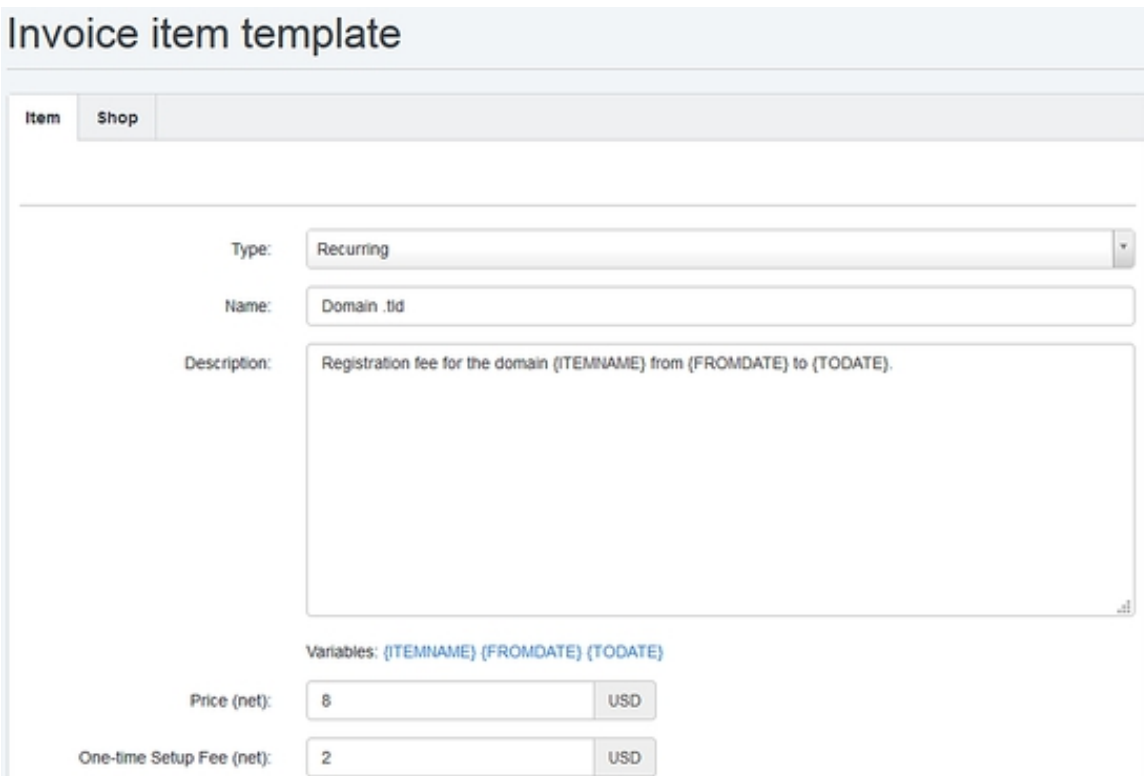 Invoice item template
Item Shop
Type: Recurring
Name: Domain .tld
Description: Registration fee for the domain {ITEMNAME} from {FROMDATE} to {TODATE}.
Variables: {ITEMNAME} {FROMDATE} {TODATE}
Price (net): 8 USD
One-time Setup Fee (net): 2 USD